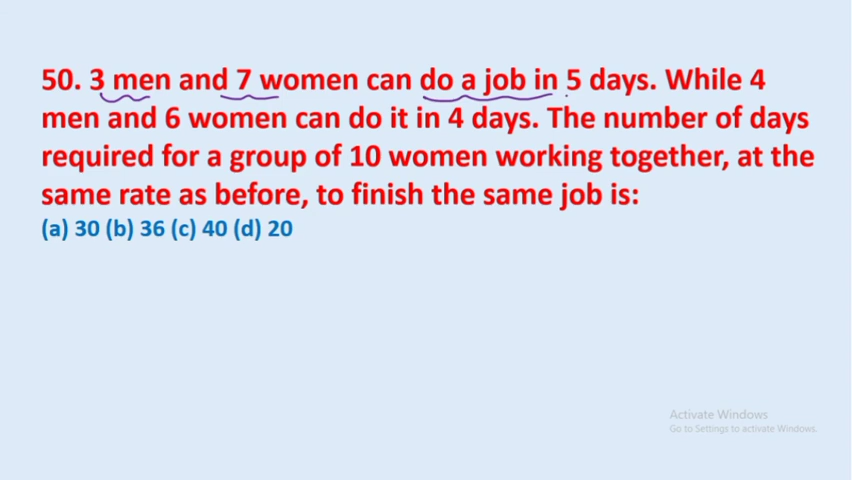 50. 3 men and 7 women can do a job in 5 days. While 4
men and 6 women can do it in 4 days. The number of days
required for a group of 10 women working together, at the
same rate as before, to finish the same job is:
(a) 30 (b) 36 (c) 40 (d) 20
Activate Windows
Go to Settings to activate Windows.